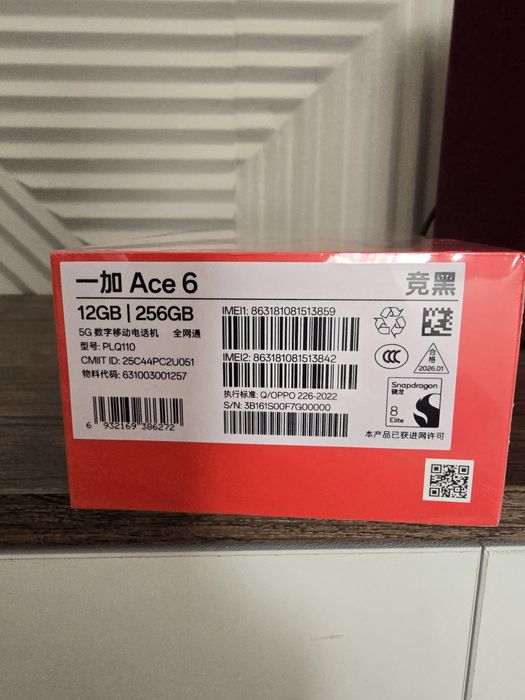 一加 Ace 6
竞黑
12GB | 256GB
5G 数字移动电话机 全网通
型号: PLQ110
CMIIT ID: 25C44PC2U051
物料代码: 631003001257
6 932169 386272
IMEI1: 863181081513859
IMEI2: 863181081513842
执行标准: Q/OPPO 226-2022
S/N: 3B161S00F7G00000
CCC
合格
2026.01
Snapdragon
骁龙
8
Elite
本产品已获进网许可